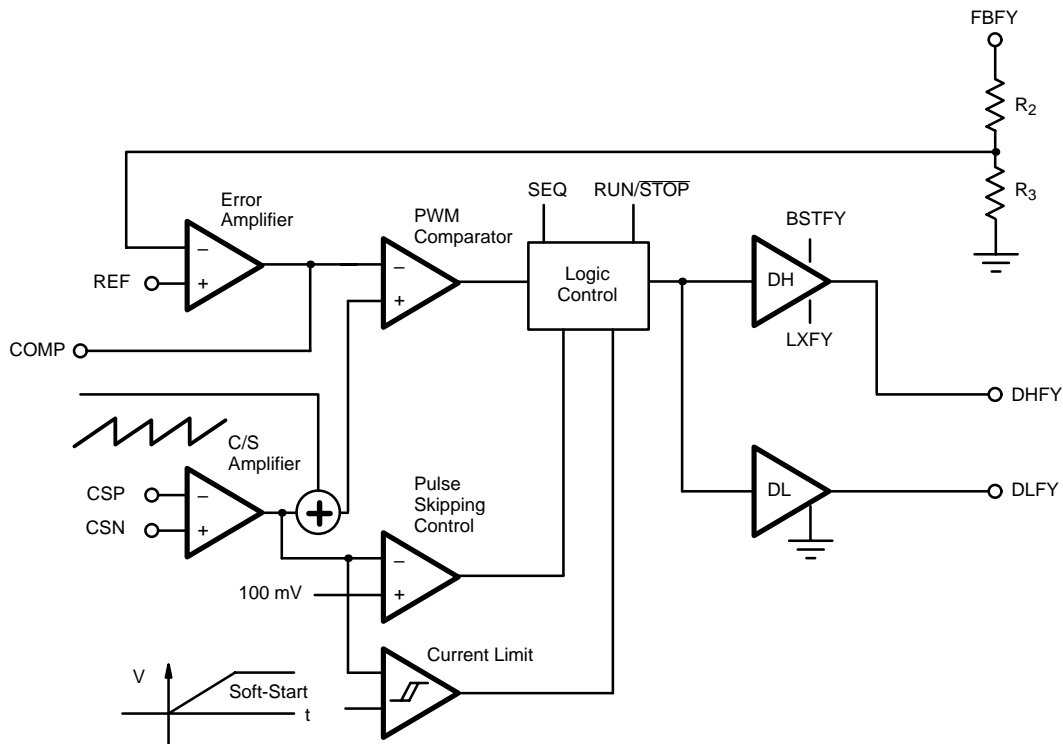 FBFY
R2
R3
SEQ
RUN/STOP
Error
Amplifier
PWM
Comparator
BSTFY
−
+
REF
−
+
Logic
Control
DH
LXFY
COMP
DHFY
C/S
Amplifier
CSP
−
CSN
+
+
Pulse
Skipping
Control
DL
DLFY
−
100 mV
+
Current Limit
V
Soft-Start
t